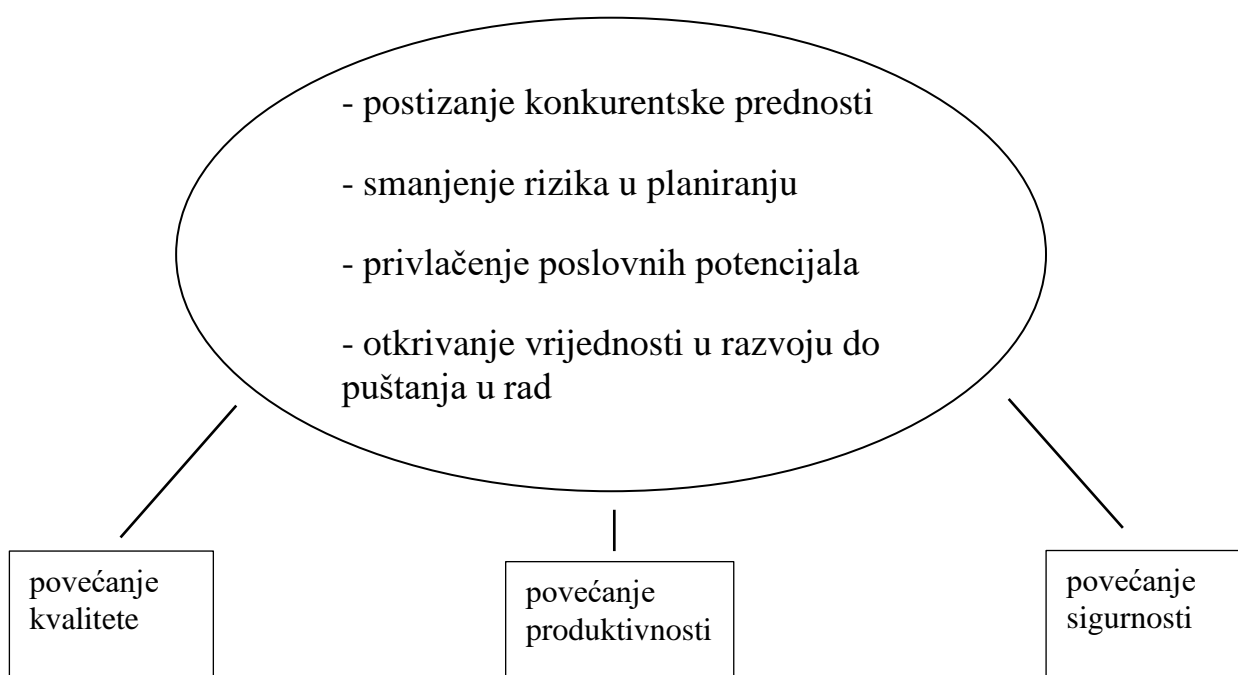 - postizanje konkurentske prednosti
- smanjenje rizika u planiranju
- privlačenje poslovnih potencijala
- otkrivanje vrijednosti u razvoju do
puštanja u rad
povećanje
kvalitete
povećanje
produktivnosti
povećanje
sigurnosti